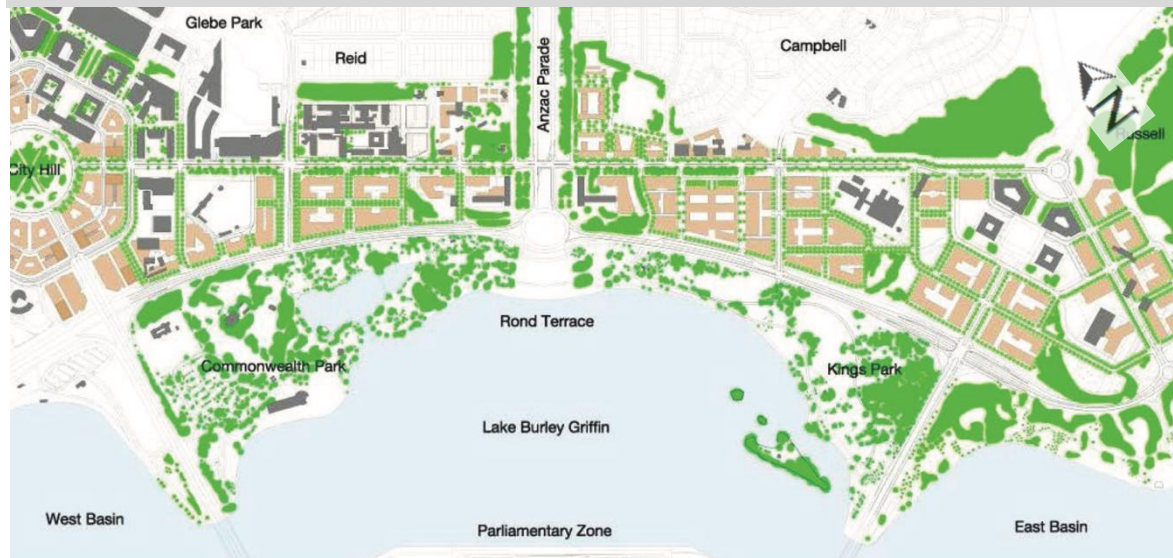 Glebe Park
Reid
Anzac Parade
Campbell
N
Russell
City Hill
Rond Terrace
Commonwealth Park
Kings Park
Lake Burley Griffin
West Basin
East Basin
Parliamentary Zone